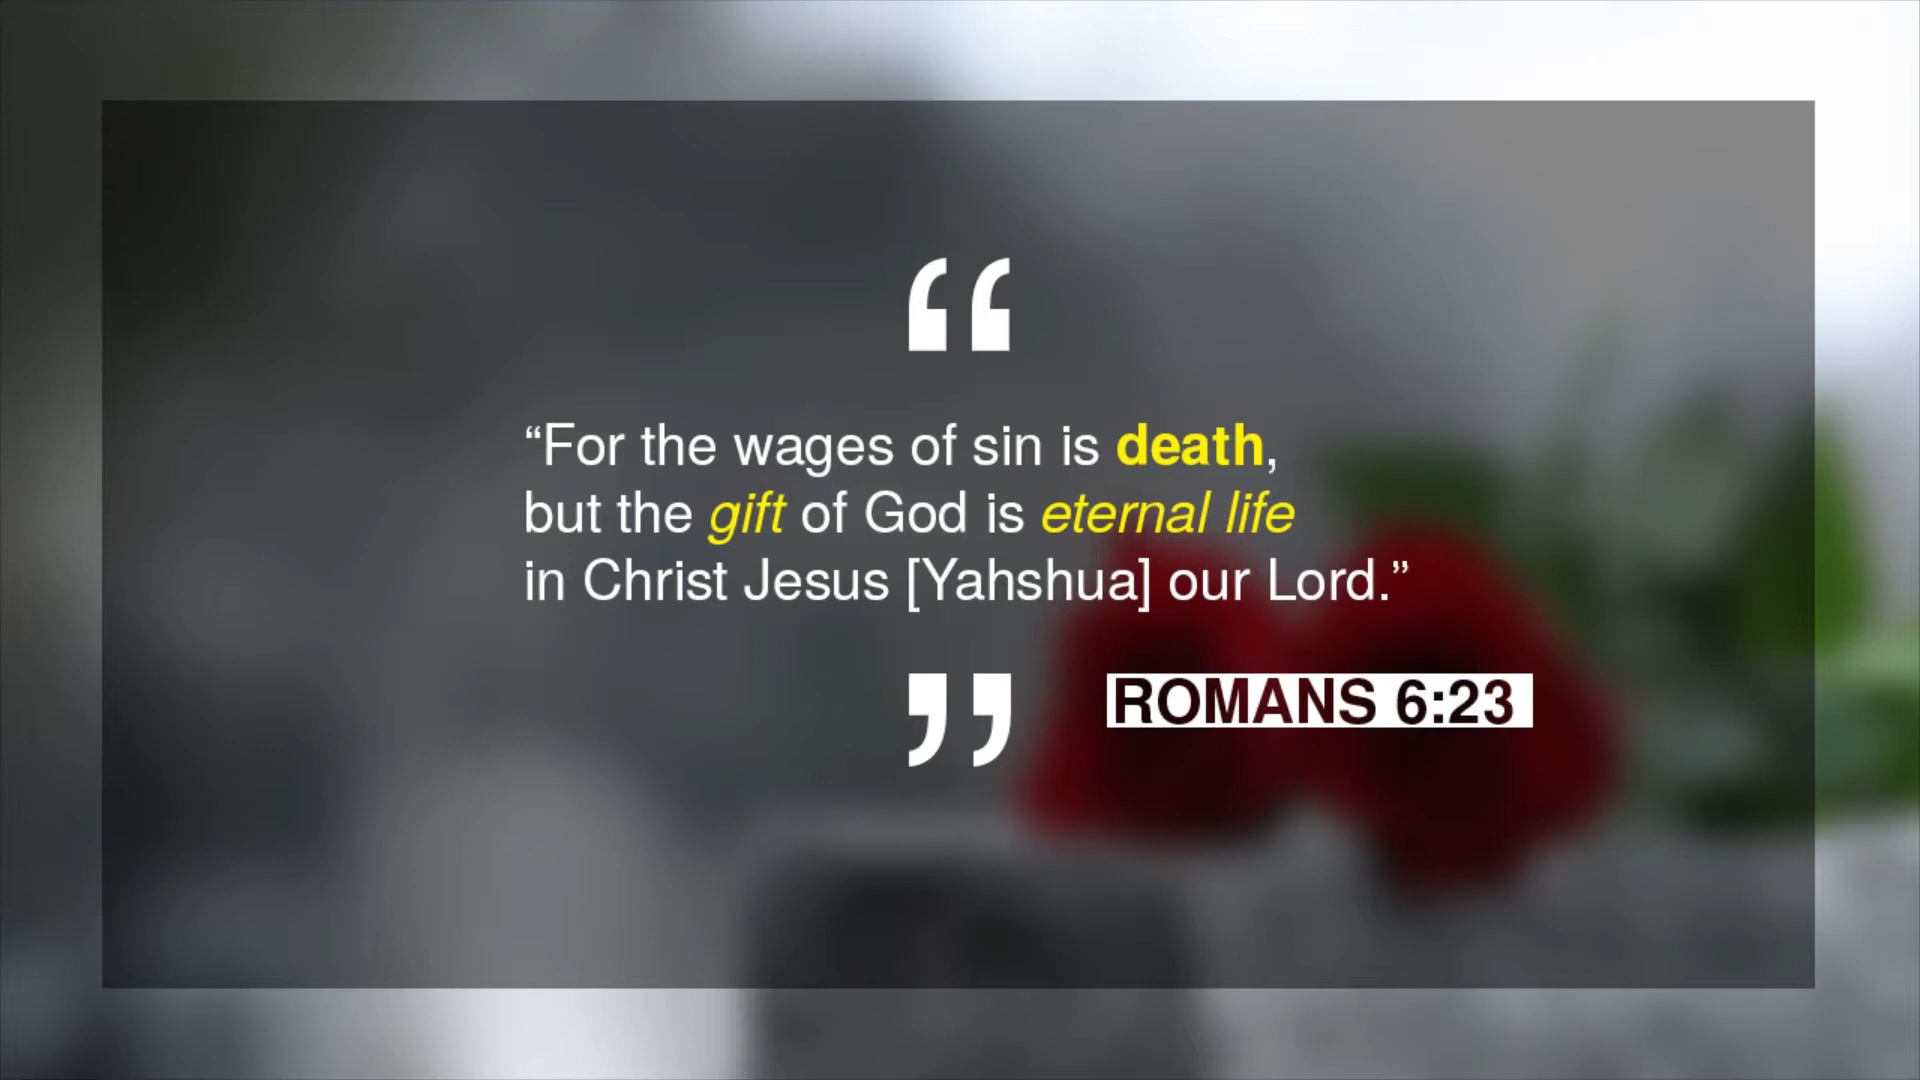 “
“For the wages of sin is death,
but the gift of God is eternal life
in Christ Jesus [Yahshua] our Lord.”
”
ROMANS 6:23